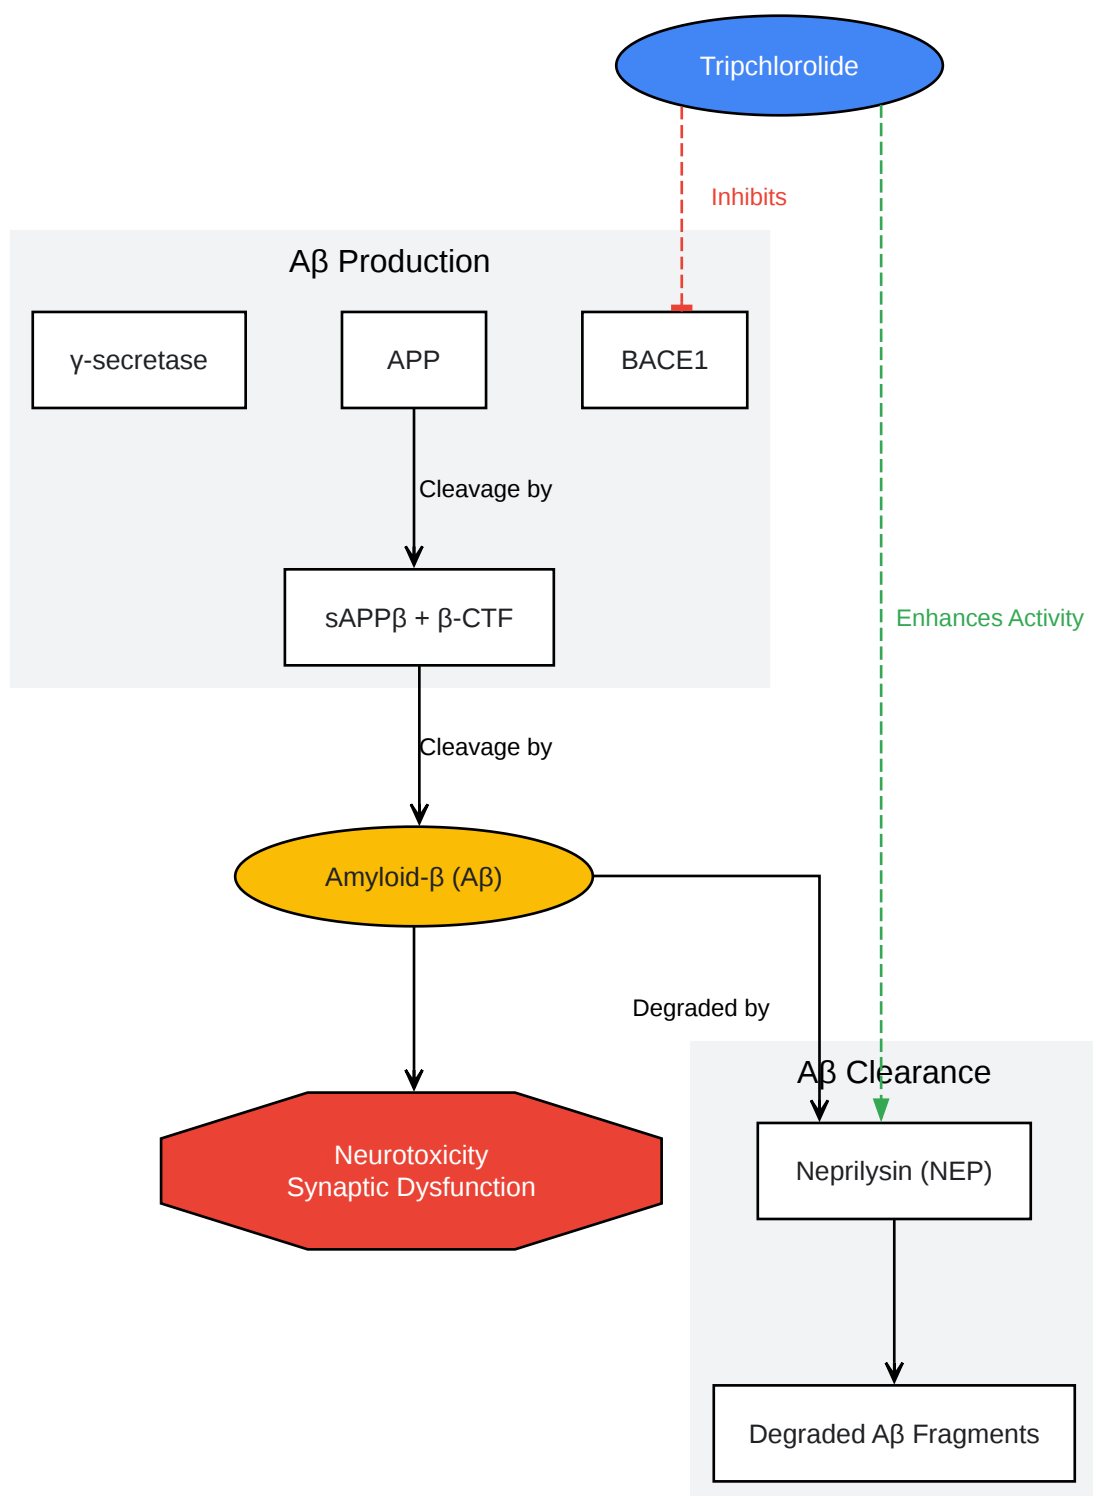 Tripchlorolide
Inhibits
Aβ Production
γ-secretase
APP
BACE1
Cleavage by
sAPPβ + β-CTF
Enhances Activity
Cleavage by
Amyloid-β (Aβ)
Degraded by
Aβ Clearance
Neurotoxicity
Synaptic Dysfunction
Neprilysin (NEP)
Degraded Aβ Fragments